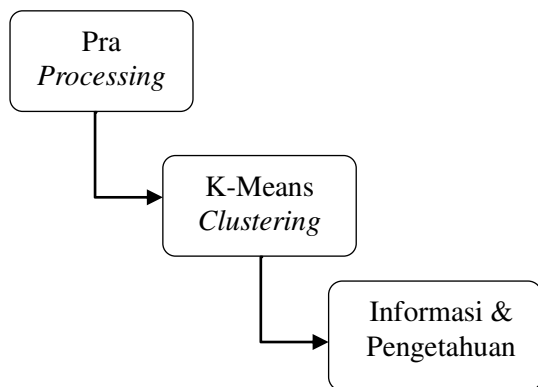 Pra
Processing
K-Means
Clustering
Informasi &
Pengetahuan